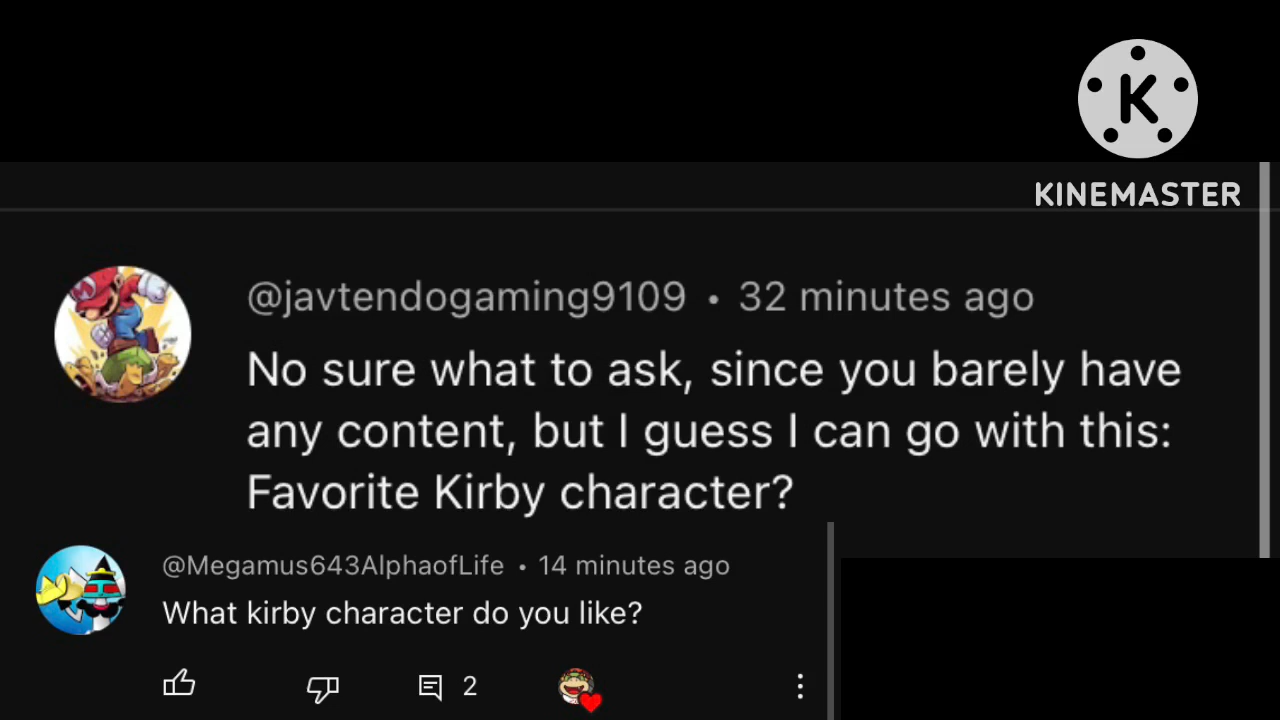 K
KINEMASTER
@javtendogaming9109 • 32 minutes ago
No sure what to ask, since you barely have
any content, but I guess I can go with this:
Favorite Kirby character?
@Megamus643AlphaofLife • 14 minutes ago
What kirby character do you like?
2